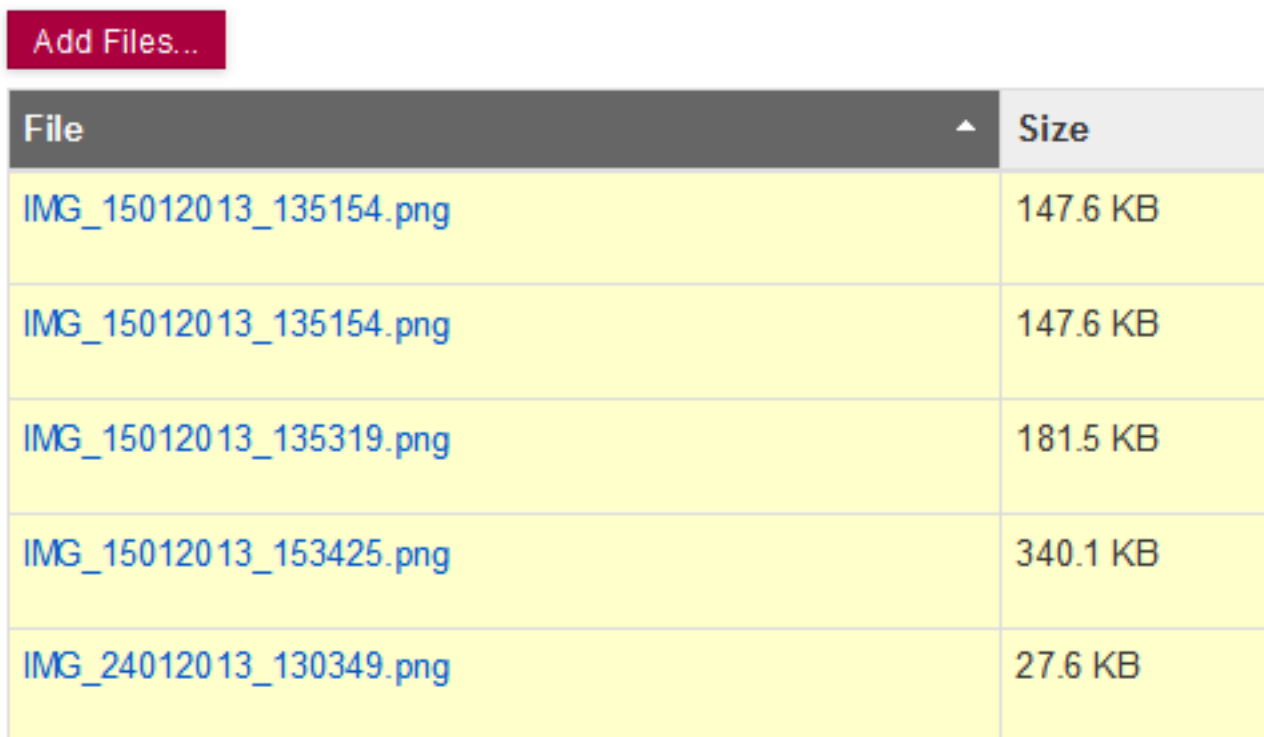 Add Files...
File Size
IMG_15012013_135154.png 147.6 KB
IMG_15012013_135154.png 147.6 KB
IMG_15012013_135319.png 181.5 KB
IMG_15012013_153425.png 340.1 KB
IMG_24012013_130349.png 27.6 KB